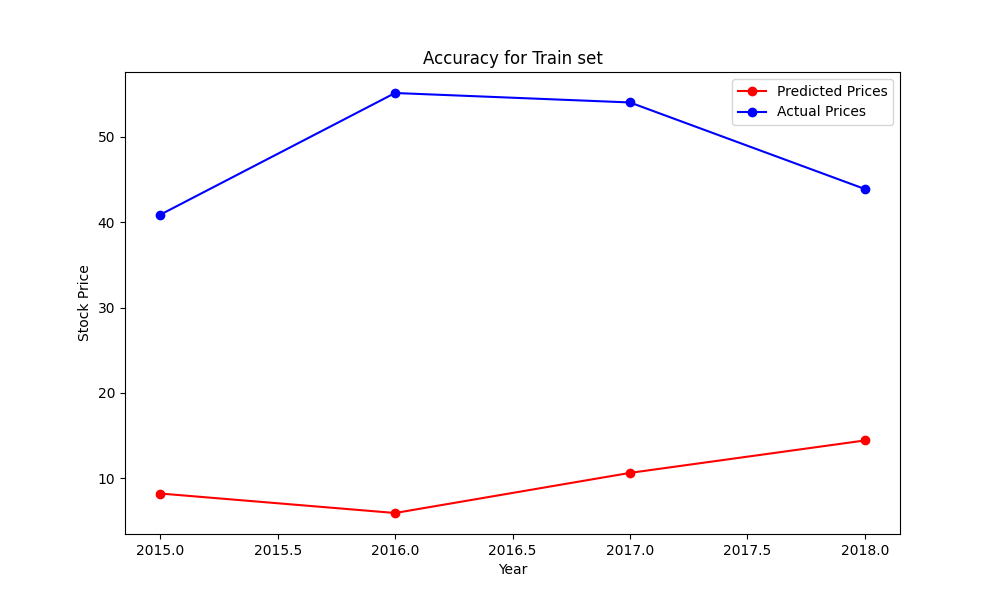 Accuracy for Train set
Predicted Prices
Actual Prices
50
40
30
20
10
Stock Price
2015.0 2015.5 2016.0 2016.5 2017.0 2017.5 2018.0
Year